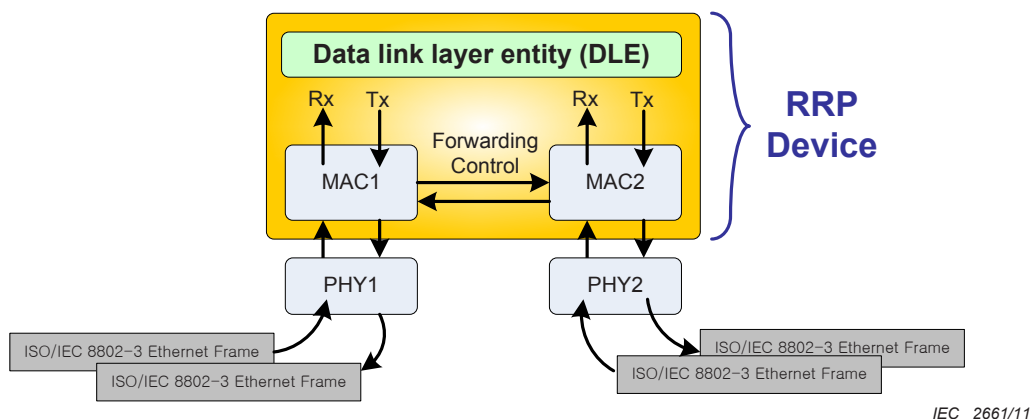 Data link layer entity (DLE)
Rx
Tx
Rx
Tx
RRP
Device
Forwarding
Control
MAC1
MAC2
PHY1
PHY2
ISO/IEC 8802-3 Ethernet Frame
ISO/IEC 8802-3 Ethernet Frame
ISO/IEC 8802-3 Ethernet Frame
ISO/IEC 8802-3 Ethernet Frame
IEC 2661/11